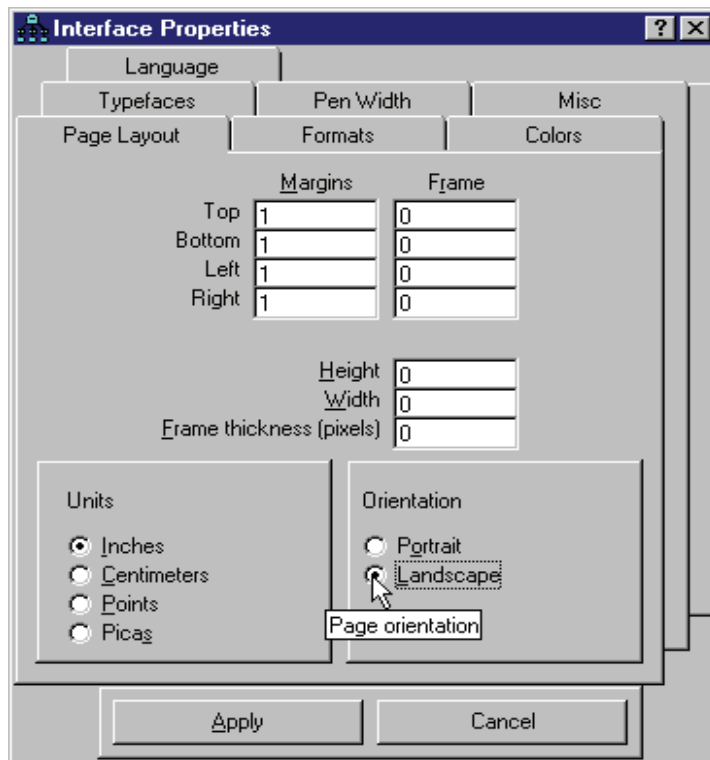 Interface Properties
Language
Typefaces Pen Width Misc
Page Layout Formats Colors
Margins Frame
Top 1 0
Bottom 1 0
Left 1 0
Right 1 0
Height 0
Width 0
Frame thickness (pixels) 0
Units Orientation
Inches Portrait
Centimeters Landscape
Points
Page orientation
Picas
Apply Cancel